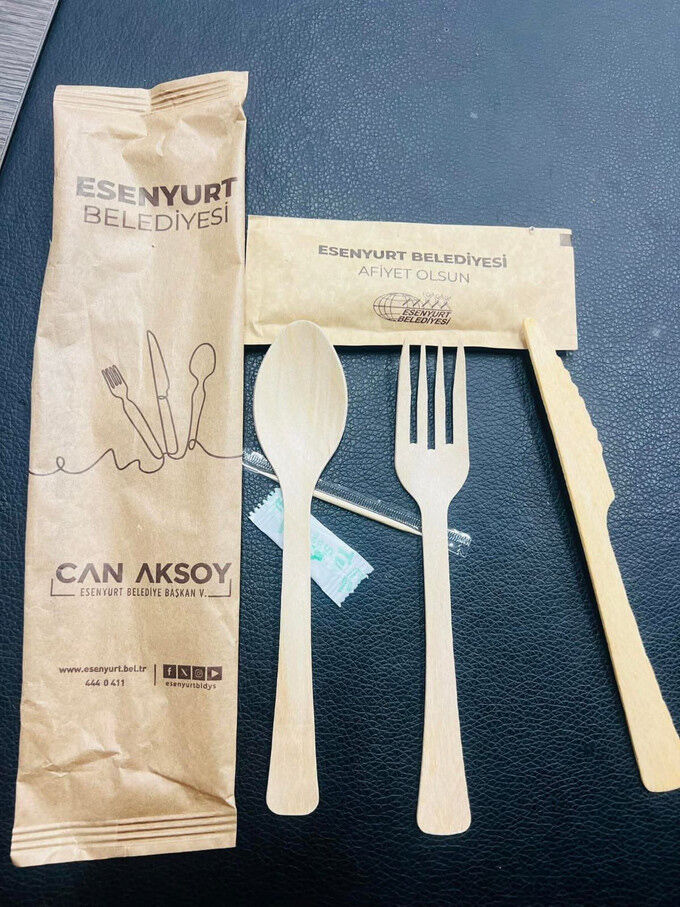 ESENYURT
BELEDİYESİ
CAN AKSOY
ESENYURT BELEDİYE BAŞKAN V.
www.esenyurt.bel.tr
444 0 411
esenyurtbldys
ESENYURT BELEDİYESİ
AFİYET OLSUN
ESENYURT
BELEDİYESİ